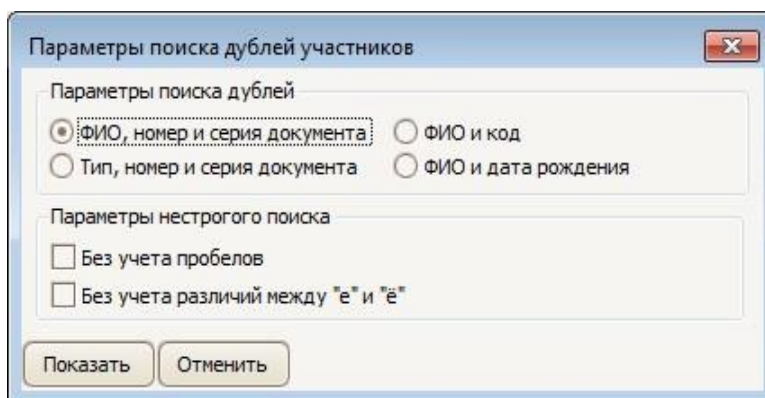 Параметры поиска дублей участников
Параметры поиска дублей
ФИО, номер и серия документа ФИО и код
Тип, номер и серия документа ФИО и дата рождения
Параметры нестрогого поиска
Без учета пробелов
Без учета различий между "е" и "ё"
Показать Отменить